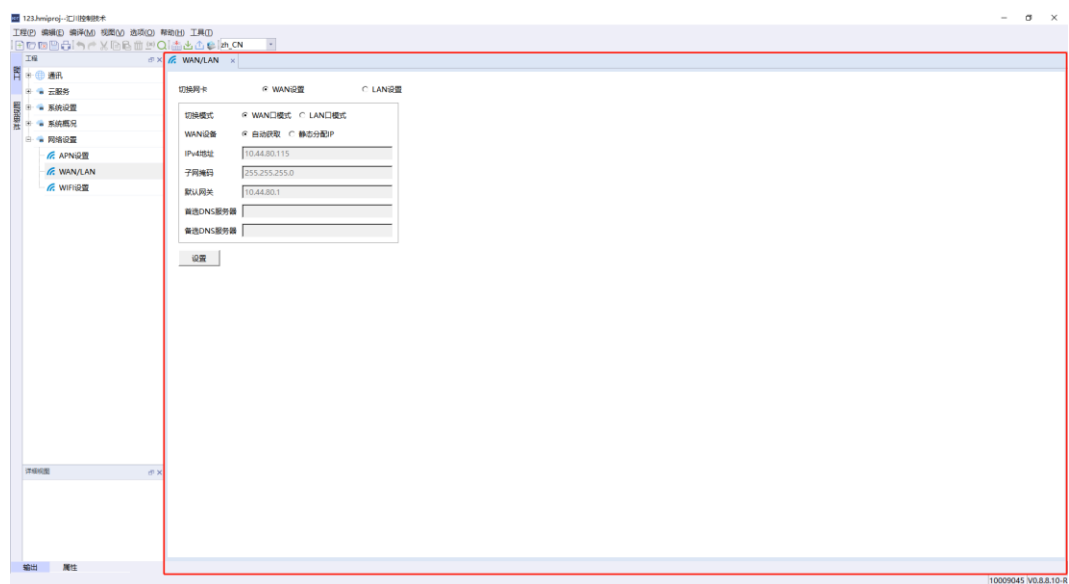 123.hmiproj--汇川控制技术
工程(P) 编辑(E) 编译(M) 视图(V) 选项(O) 帮助(H) 工具(T)
zh_CN
工程
通讯
云服务
系统设置
系统概况
网络设置
APN设置
WAN/LAN
WIFI设置
WAN/LAN
切换网卡 WAN设置 LAN设置
切换模式 WAN口模式 LAN口模式
WAN设备 自动获取 静态分配IP
IPv4地址 10.44.80.115
子网掩码 255.255.255.0
默认网关 10.44.80.1
首选DNS服务器
备选DNS服务器
设置
详细视图
输出 属性
10009045 V0.8.8.10-R